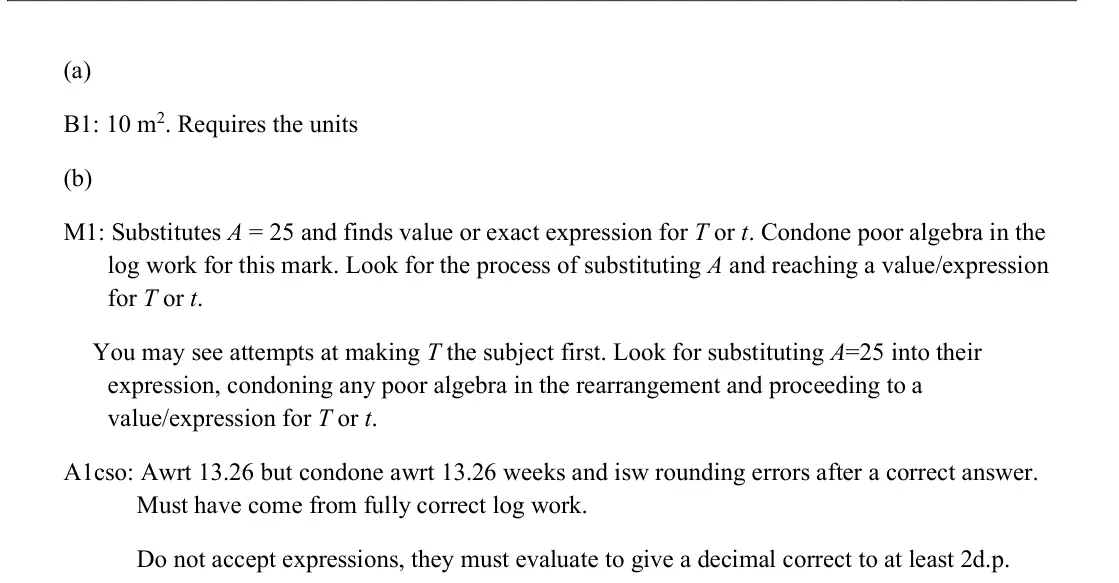 (a)
B1: 10 m². Requires the units
(b)
M1: Substitutes A = 25 and finds value or exact expression for T or t. Condone poor algebra in the
log work for this mark. Look for the process of substituting A and reaching a value/expression
for T or t.
You may see attempts at making T the subject first. Look for substituting A=25 into their
expression, condoning any poor algebra in the rearrangement and proceeding to a
value/expression for T or t.
A1cso: Awrt 13.26 but condone awrt 13.26 weeks and isw rounding errors after a correct answer.
Must have come from fully correct log work.
Do not accept expressions, they must evaluate to give a decimal correct to at least 2d.p.